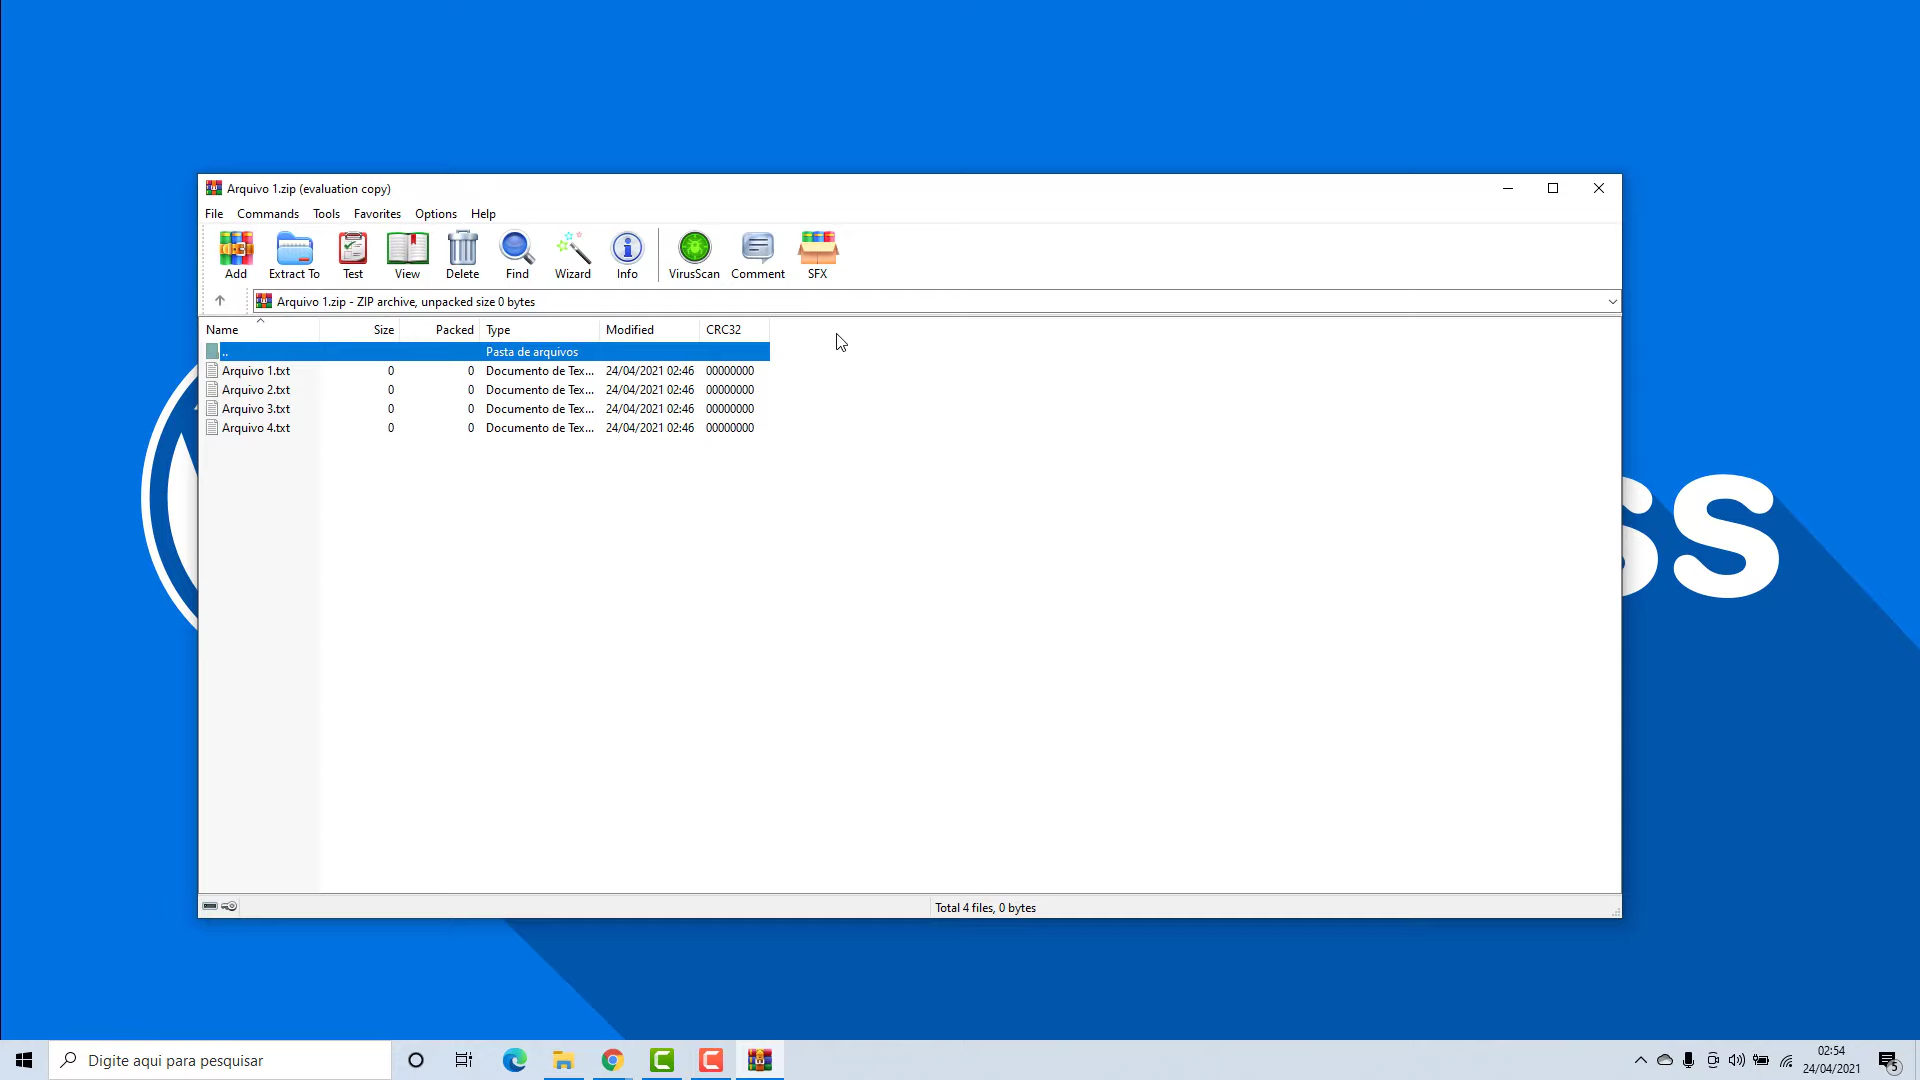 Arquivo 1.zip (evaluation copy)
File Commands Tools Favorites Options Help
Add Extract To Test View Delete Find Wizard Info VirusScan Comment SFX
Arquivo 1.zip - ZIP archive, unpacked size 0 bytes
Name Size Packed Type Modified CRC32
.. Pasta de arquivos
Arquivo 1.txt 0 0 Documento de Tex... 24/04/2021 02:46 00000000
Arquivo 2.txt 0 0 Documento de Tex... 24/04/2021 02:46 00000000
Arquivo 3.txt 0 0 Documento de Tex... 24/04/2021 02:46 00000000
Arquivo 4.txt 0 0 Documento de Tex... 24/04/2021 02:46 00000000
ss
Total 4 files, 0 bytes
Digite aqui para pesquisar
02:54
24/04/2021
5